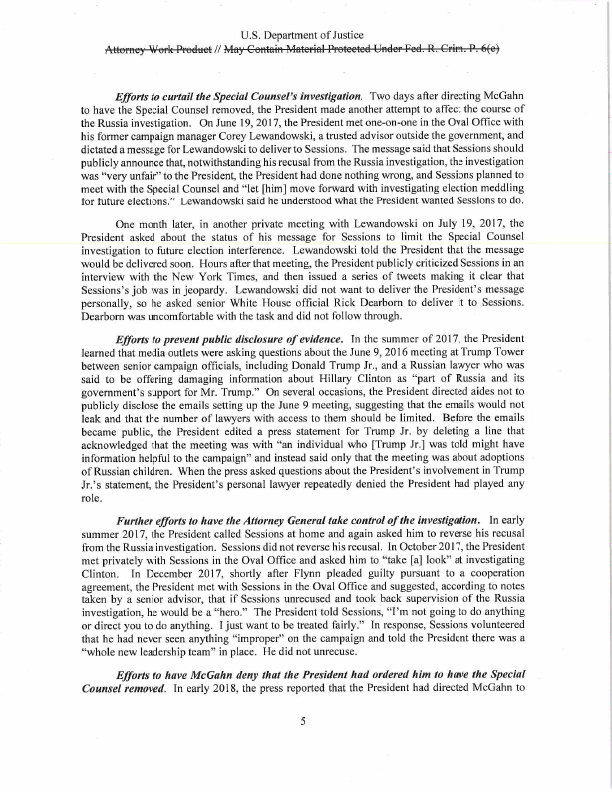 U.S. Department of Justice
Attorney Work Product // May Contain Material Protected Under Fed. R. Crim. P. 6(e)
Efforts to curtail the Special Counsel's investigation. Two days after directing McGahn
to have the Special Counsel removed, the President made another attempt to affect the course of
the Russia investigation. On June 19, 2017, the President met one-on-one in the Oval Office with
his former campaign manager Corey Lewandowski, a trusted advisor outside the government, and
dictated a message for Lewandowski to deliver to Sessions. The message said that Sessions should
publicly announce that, notwithstanding his recusal from the Russia investigation, the investigation
was "very unfair" to the President, the President had done nothing wrong, and Sessions planned to
meet with the Special Counsel and "let [him] move forward with investigating election meddling
for future elections." Lewandowski said he understood what the President wanted Sessions to do.
One month later, in another private meeting with Lewandowski on July 19, 2017, the
President asked about the status of his message for Sessions to limit the Special Counsel
investigation to future election interference. Lewandowski told the President that the message
would be delivered soon. Hours after that meeting, the President publicly criticized Sessions in an
interview with the New York Times, and then issued a series of tweets making it clear that
Sessions's job was in jeopardy. Lewandowski did not want to deliver the President's message
personally, so he asked senior White House official Rick Dearborn to deliver it to Sessions.
Dearborn was uncomfortable with the task and did not follow through.
Efforts to prevent public disclosure of evidence. In the summer of 2017, the President
learned that media outlets were asking questions about the June 9, 2016 meeting at Trump Tower
between senior campaign officials, including Donald Trump Jr., and a Russian lawyer who was
said to be offering damaging information about Hillary Clinton as "part of Russia and its
government's support for Mr. Trump." On several occasions, the President directed aides not to
publicly disclose the emails setting up the June 9 meeting, suggesting that the emails would not
leak and that the number of lawyers with access to them should be limited. Before the emails
became public, the President edited a press statement for Trump Jr. by deleting a line that
acknowledged that the meeting was with "an individual who [Trump Jr.] was told might have
information helpful to the campaign" and instead said only that the meeting was about adoptions
of Russian children. When the press asked questions about the President's involvement in Trump
Jr.'s statement, the President's personal lawyer repeatedly denied the President had played any
role.
Further efforts to have the Attorney General take control of the investigation. In early
summer 2017, the President called Sessions at home and again asked him to reverse his recusal
from the Russia investigation. Sessions did not reverse his recusal. In October 2017, the President
met privately with Sessions in the Oval Office and asked him to "take [a] look" at investigating
Clinton. In December 2017, shortly after Flynn pleaded guilty pursuant to a cooperation
agreement, the President met with Sessions in the Oval Office and suggested, according to notes
taken by a senior advisor, that if Sessions unrecused and took back supervision of the Russia
investigation, he would be a "hero." The President told Sessions, "I'm not going to do anything
or direct you to do anything. I just want to be treated fairly." In response, Sessions volunteered
that he had never seen anything "improper" on the campaign and told the President there was a
"whole new leadership team" in place. He did not unrecuse.
Efforts to have McGahn deny that the President had ordered him to have the Special
Counsel removed. In early 2018, the press reported that the President had directed McGahn to
5